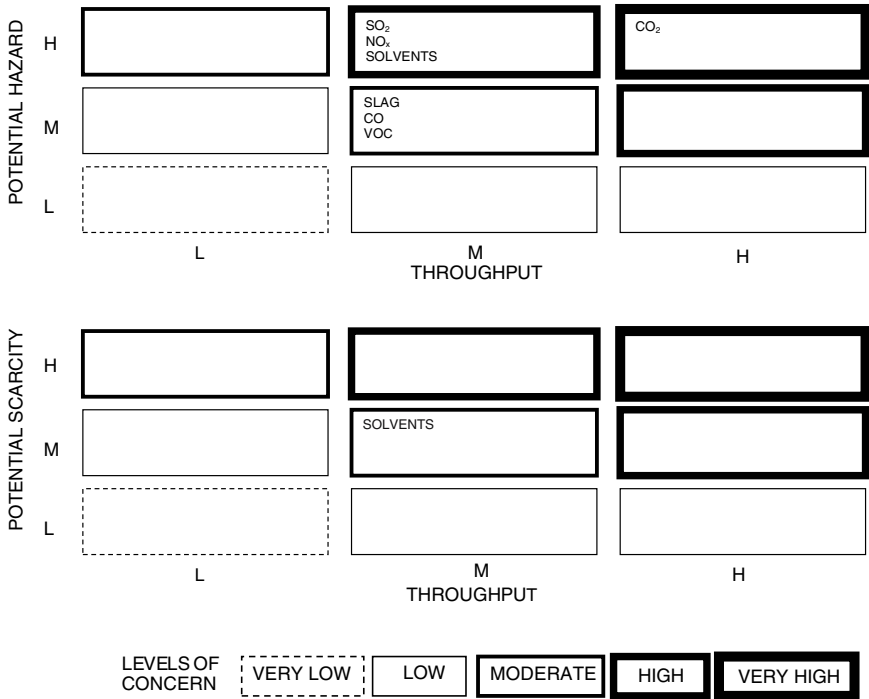 POTENTIAL HAZARD
H
SO₂
NOₓ
SOLVENTS
CO₂
M
SLAG
CO
VOC
L
L
M
H
THROUGHPUT
POTENTIAL SCARCITY
H
M
SOLVENTS
L
L
M
H
THROUGHPUT
LEVELS OF
CONCERN
VERY LOW
LOW
MODERATE
HIGH
VERY HIGH